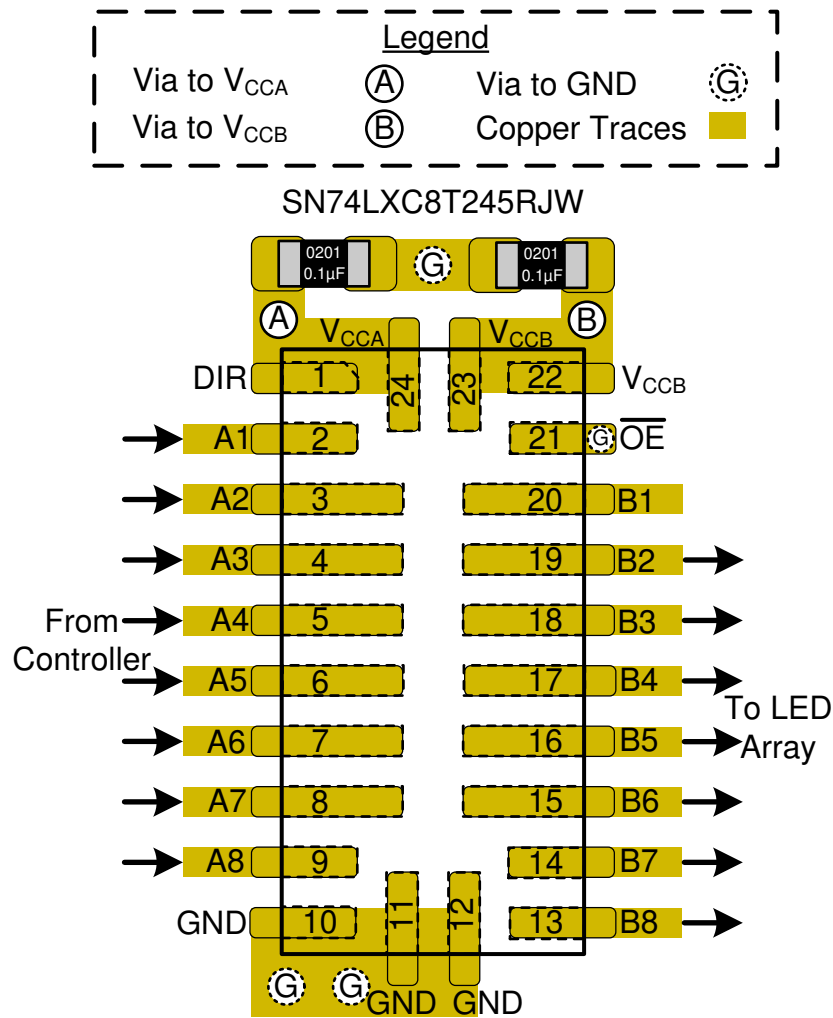 Legend
Via to VCCA A Via to GND G
Via to VCCB B Copper Traces
SN74LXC8T245RJW
0201 0201
0.1µF G 0.1µF
A B
VCCA VCCB
DIR 1 24 23 22 VCCB
A1 2 21 G OE
A2 3 20 B1
A3 4 19 B2
A4 5 18 B3
From
Controller
A5 6 17 B4
To LED
Array
A6 7 16 B5
A7 8 15 B6
A8 9 14 B7
GND 10 11 12 13 B8
G G GND GND